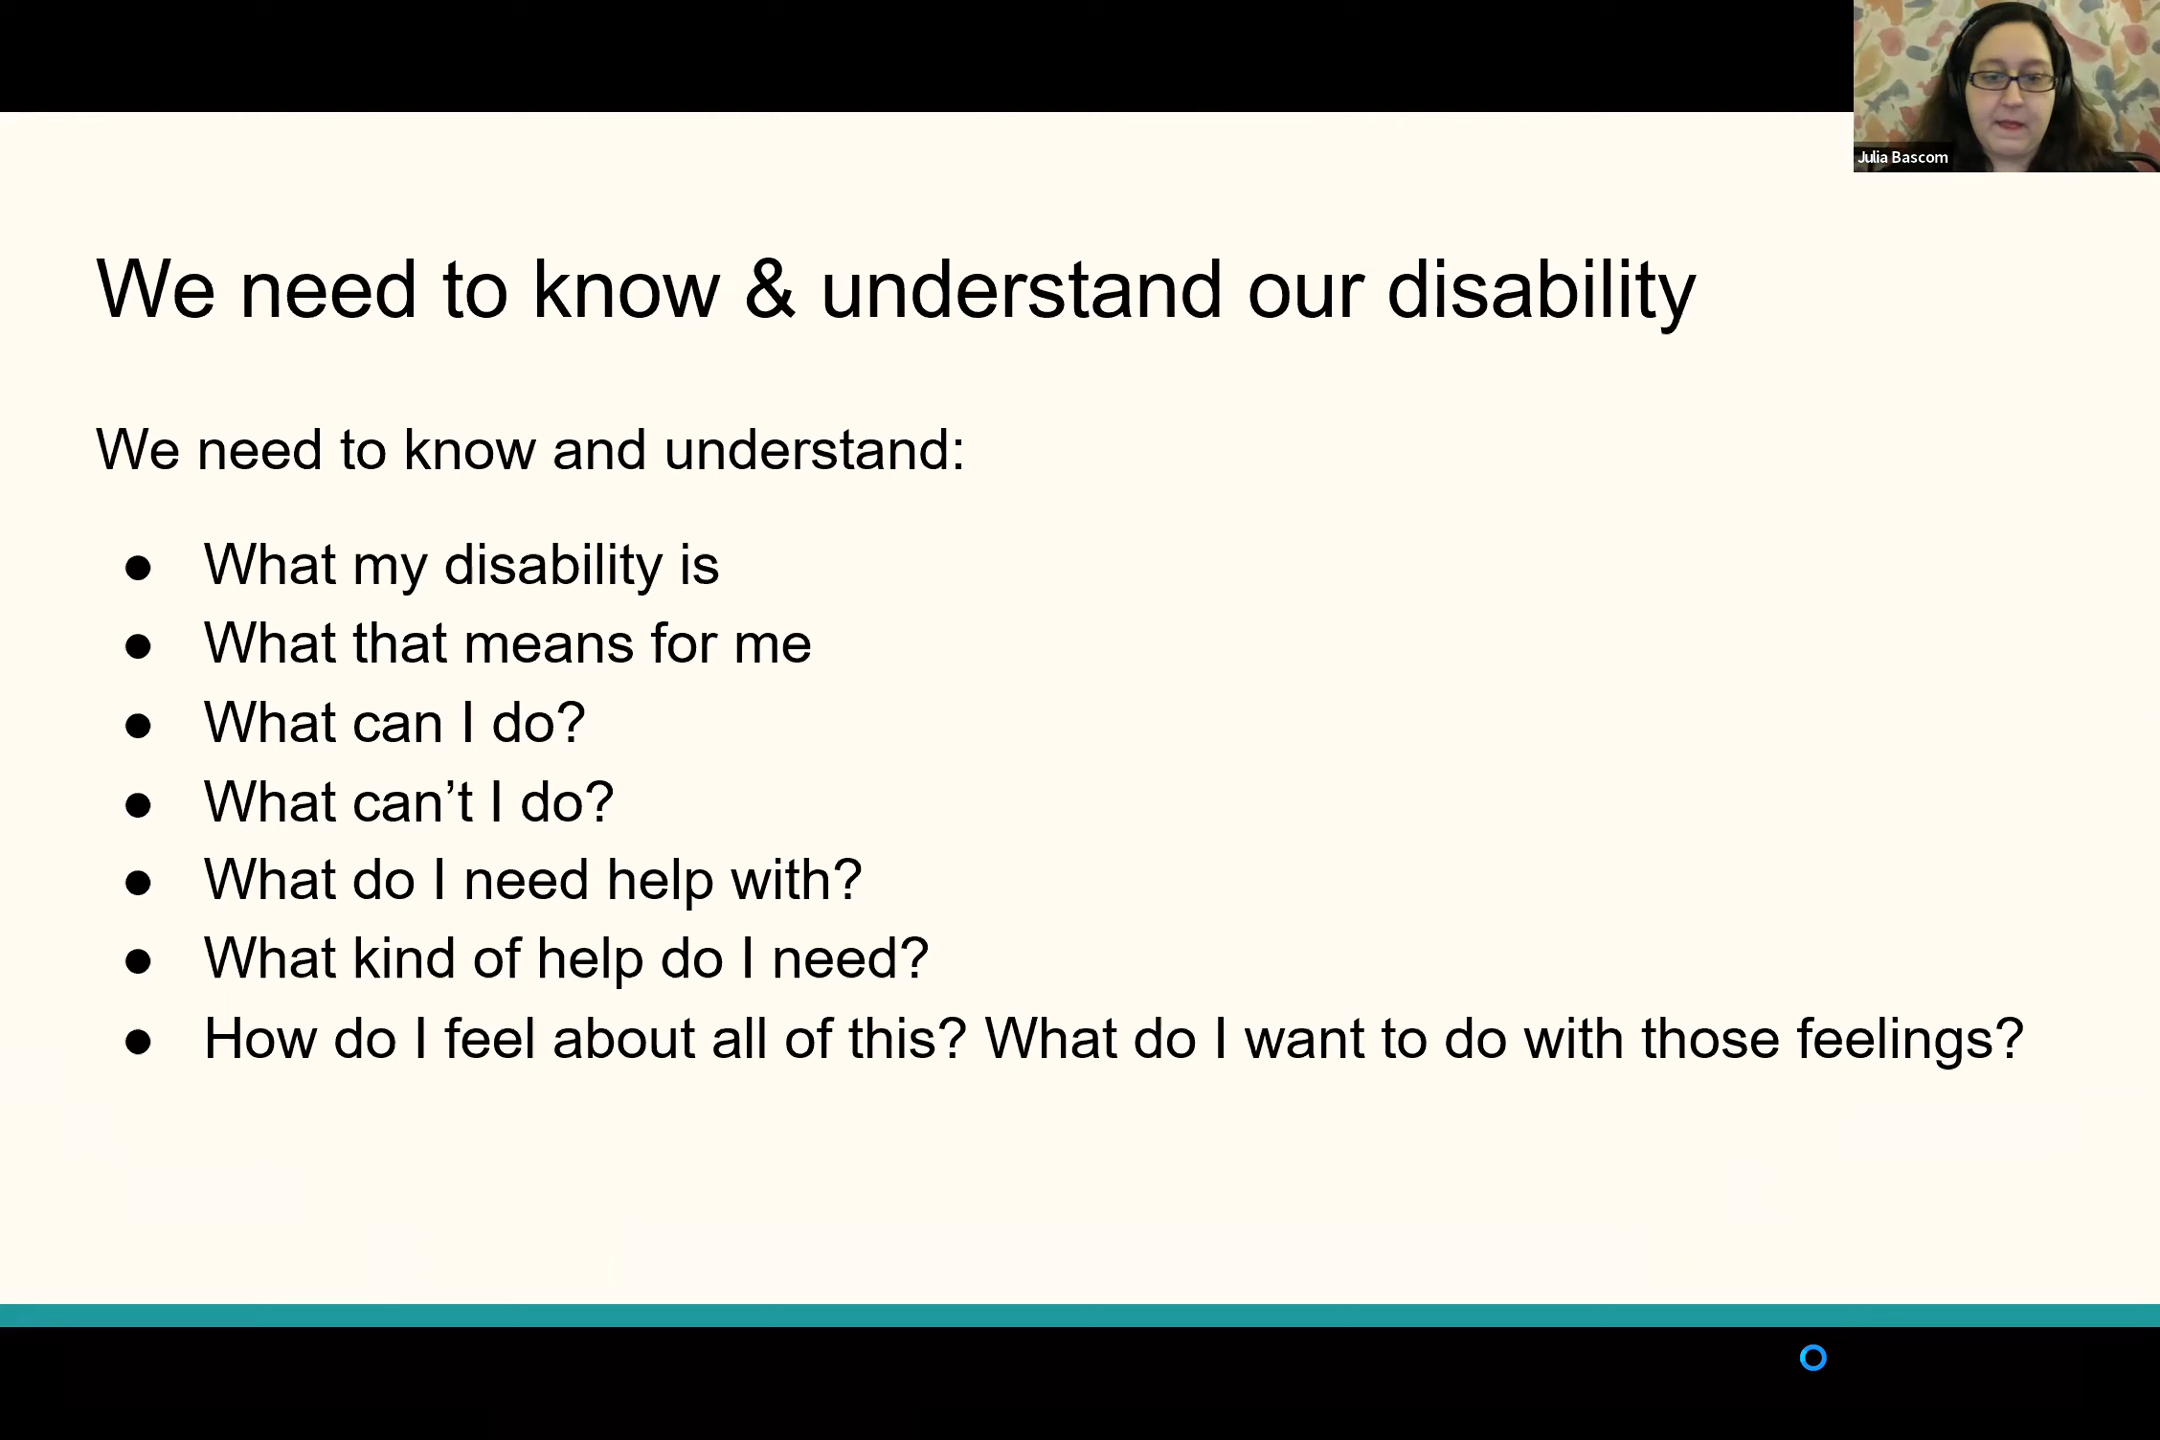 Julia Bascom
We need to know & understand our disability
We need to know and understand:
● What my disability is
● What that means for me
● What can I do?
● What can’t I do?
● What do I need help with?
● What kind of help do I need?
● How do I feel about all of this? What do I want to do with those feelings?